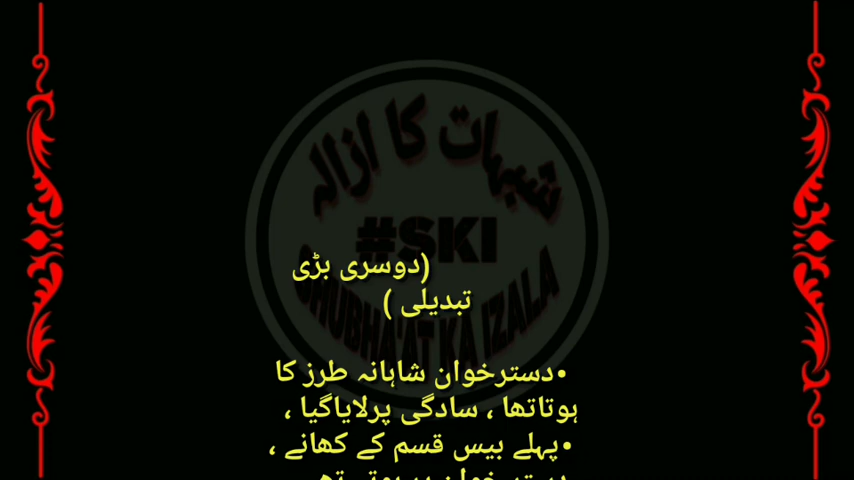 شبہات کا ازالہ
#SKI
SHUBHA'AT KA IZALA
(دوسری بڑی
تبدیلی )
•دسترخوان شاہانہ طرز کا
ہوتاتھا ، سادگی پرلایاگیا ،
•پہلے بیس قسم کے کھانے ،